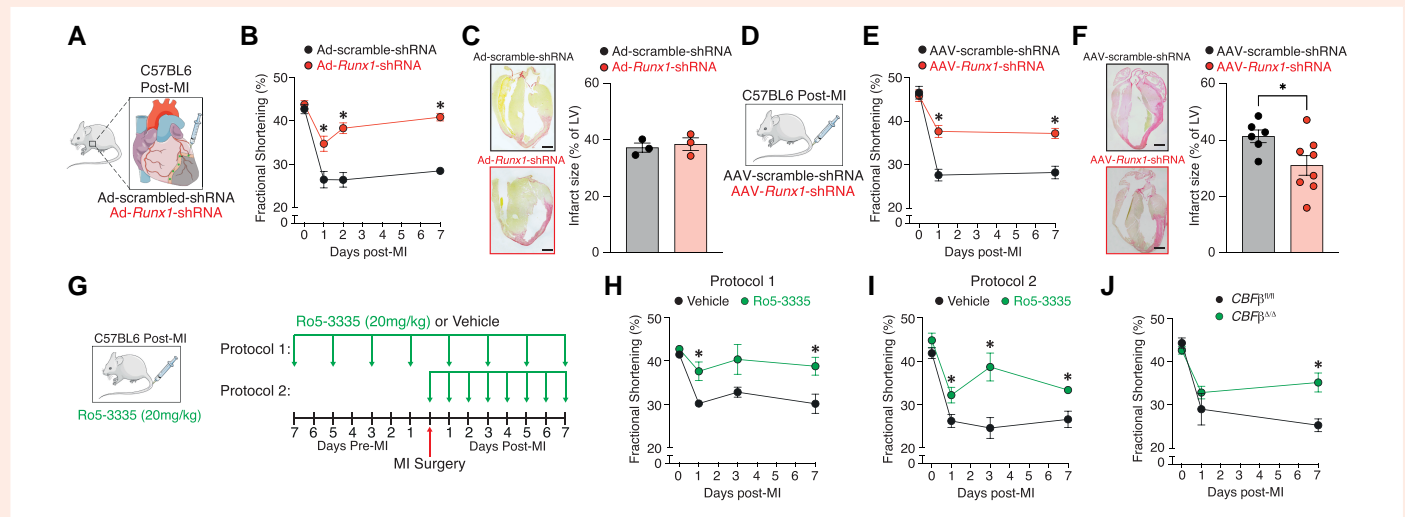 A
C57BL6
Post-MI
Ad-scrambled-shRNA
Ad-Runx1-shRNA
B
Ad-scramble-shRNA
Ad-Runx1-shRNA
Fractional Shortening (%)
50
40
30
20
0
*
*
*
0 1 2 3 4 5 6 7
Days post-MI
C
Ad-scramble-shRNA
Ad-Runx1-shRNA
Ad-scramble-shRNA
Ad-Runx1-shRNA
Infarct size (% of LV)
60
40
20
0
D
C57BL6 Post-MI
AAV-scramble-shRNA
AAV-Runx1-shRNA
E
AAV-scramble-shRNA
AAV-Runx1-shRNA
Fractional Shortening (%)
50
40
30
20
0
*
*
0 1 2 3 4 5 6 7
Days post-MI
F
AAV-scramble-shRNA
AAV-Runx1-shRNA
AAV-scramble-shRNA
AAV-Runx1-shRNA
Infarct size (% of LV)
60
40
20
0
*
G
C57BL6 Post-MI
Ro5-3335 (20mg/kg)
Ro5-3335 (20mg/kg) or Vehicle
Protocol 1:
Protocol 2:
7 6 5 4 3 2 1 1 2 3 4 5 6 7
Days Pre-MI
Days Post-MI
MI Surgery
H
Protocol 1
Vehicle Ro5-3335
Fractional Shortening (%)
50
40
30
20
0
*
*
0 1 2 3 4 5 6 7
Days post-MI
I
Protocol 2
Vehicle Ro5-3335
Fractional Shortening (%)
50
40
30
20
0
*
*
*
0 1 2 3 4 5 6 7
Days post-MI
J
CBFβfl/fl
CBFβΔ/Δ
Fractional Shortening (%)
50
40
30
20
0
*
0 1 2 3 4 5 6 7
Days post-MI